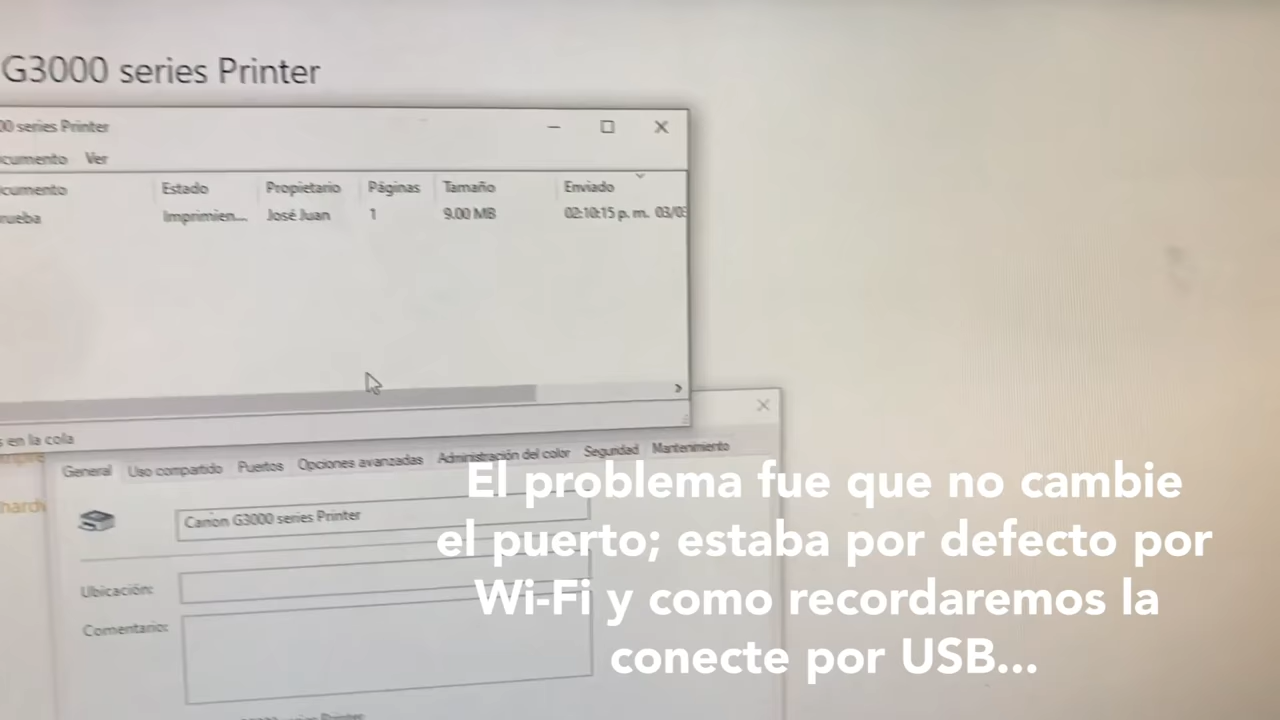 G3000 series Printer
00 series Printer
cumento Ver
cumento Estado Propietario Páginas Tamaño Enviado
rueba Imprimien... José Juan 1 9.00 MB 02:10:15 p. m. 03/03
s en la cola
General Uso compartido Puertos Opciones avanzadas Administración del color Seguridad Mantenimiento
hardw
Canon G3000 series Printer
Ubicación:
Comentario:
El problema fue que no cambie
el puerto; estaba por defecto por
Wi-Fi y como recordaremos la
conecte por USB...